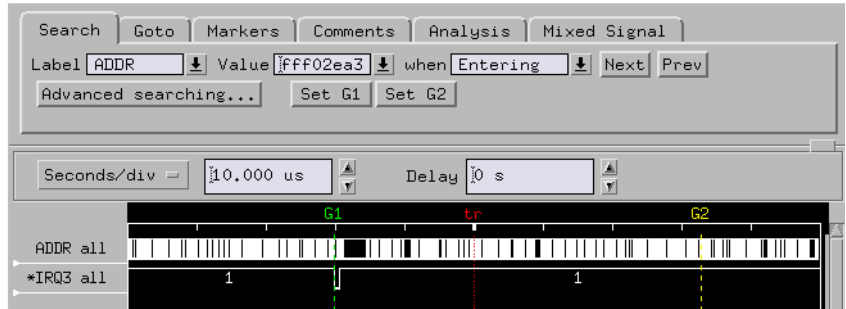 Search Goto Markers Comments Analysis Mixed Signal
Label ADDR Value fff02ea3 when Entering Next Prev
Advanced searching... Set G1 Set G2
Seconds/div 10.000 us Delay 0 s
G1 tr G2
ADDR all
*IRQ3 all 1 1